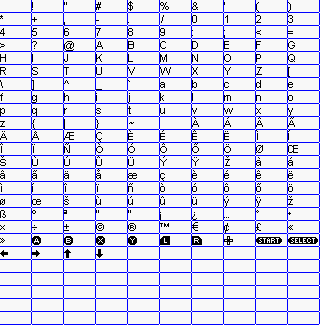 ! " # $ % & ' ( )
* + , - . / 0 1 2 3
4 5 6 7 8 9 : ; < =
> ? @ A B C D E F G
H I J K L M N O P Q
R S T U V W X Y Z [
\ ] ^ _ ` a b c d e
f g h i j k l m n o
p q r s t u v w x y
z { | } ~ À Á Â Ã
Ä Å Æ Ç È É Ê Ë Ì Í
Î Ï Ñ Ò Ó Ô Õ Ö Ø Œ
Š Ù Ú Û Ü Ý Ÿ Ž à á
â ã ä å æ ç è é ê ë
ì í î ï ñ ò ó ô õ ö
ø œ š ù ú û ü ý ÿ ž
ß º ª " " ¡ ¿ … °
× ÷ ± © ® ™ € ¢ £ «
» A B X Y L R ✚ START SELECT
← → ↑ ↓